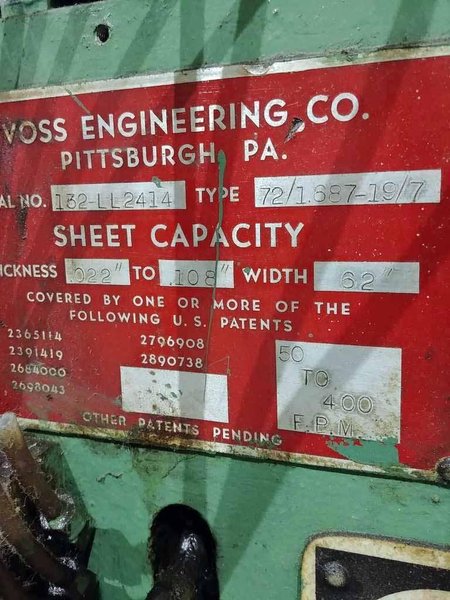 VOSS ENGINEERING CO.
PITTSBURGH, PA.
AL NO. 132-LL2414 TYPE 72/1.687-19/7
SHEET CAPACITY
ICKNESS .022" TO .108" WIDTH 62"
COVERED BY ONE OR MORE OF THE
FOLLOWING U.S. PATENTS
2365114 2796908
2391419 2890738
2684000
2698043
50
TO
400
F.P.M.
OTHER PATENTS PENDING